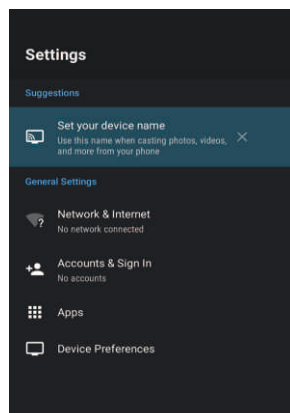 Settings
Suggestions
Set your device name
Use this name when casting photos, videos,
and more from your phone
General Settings
Network & Internet
No network connected
Accounts & Sign In
No accounts
Apps
Device Preferences